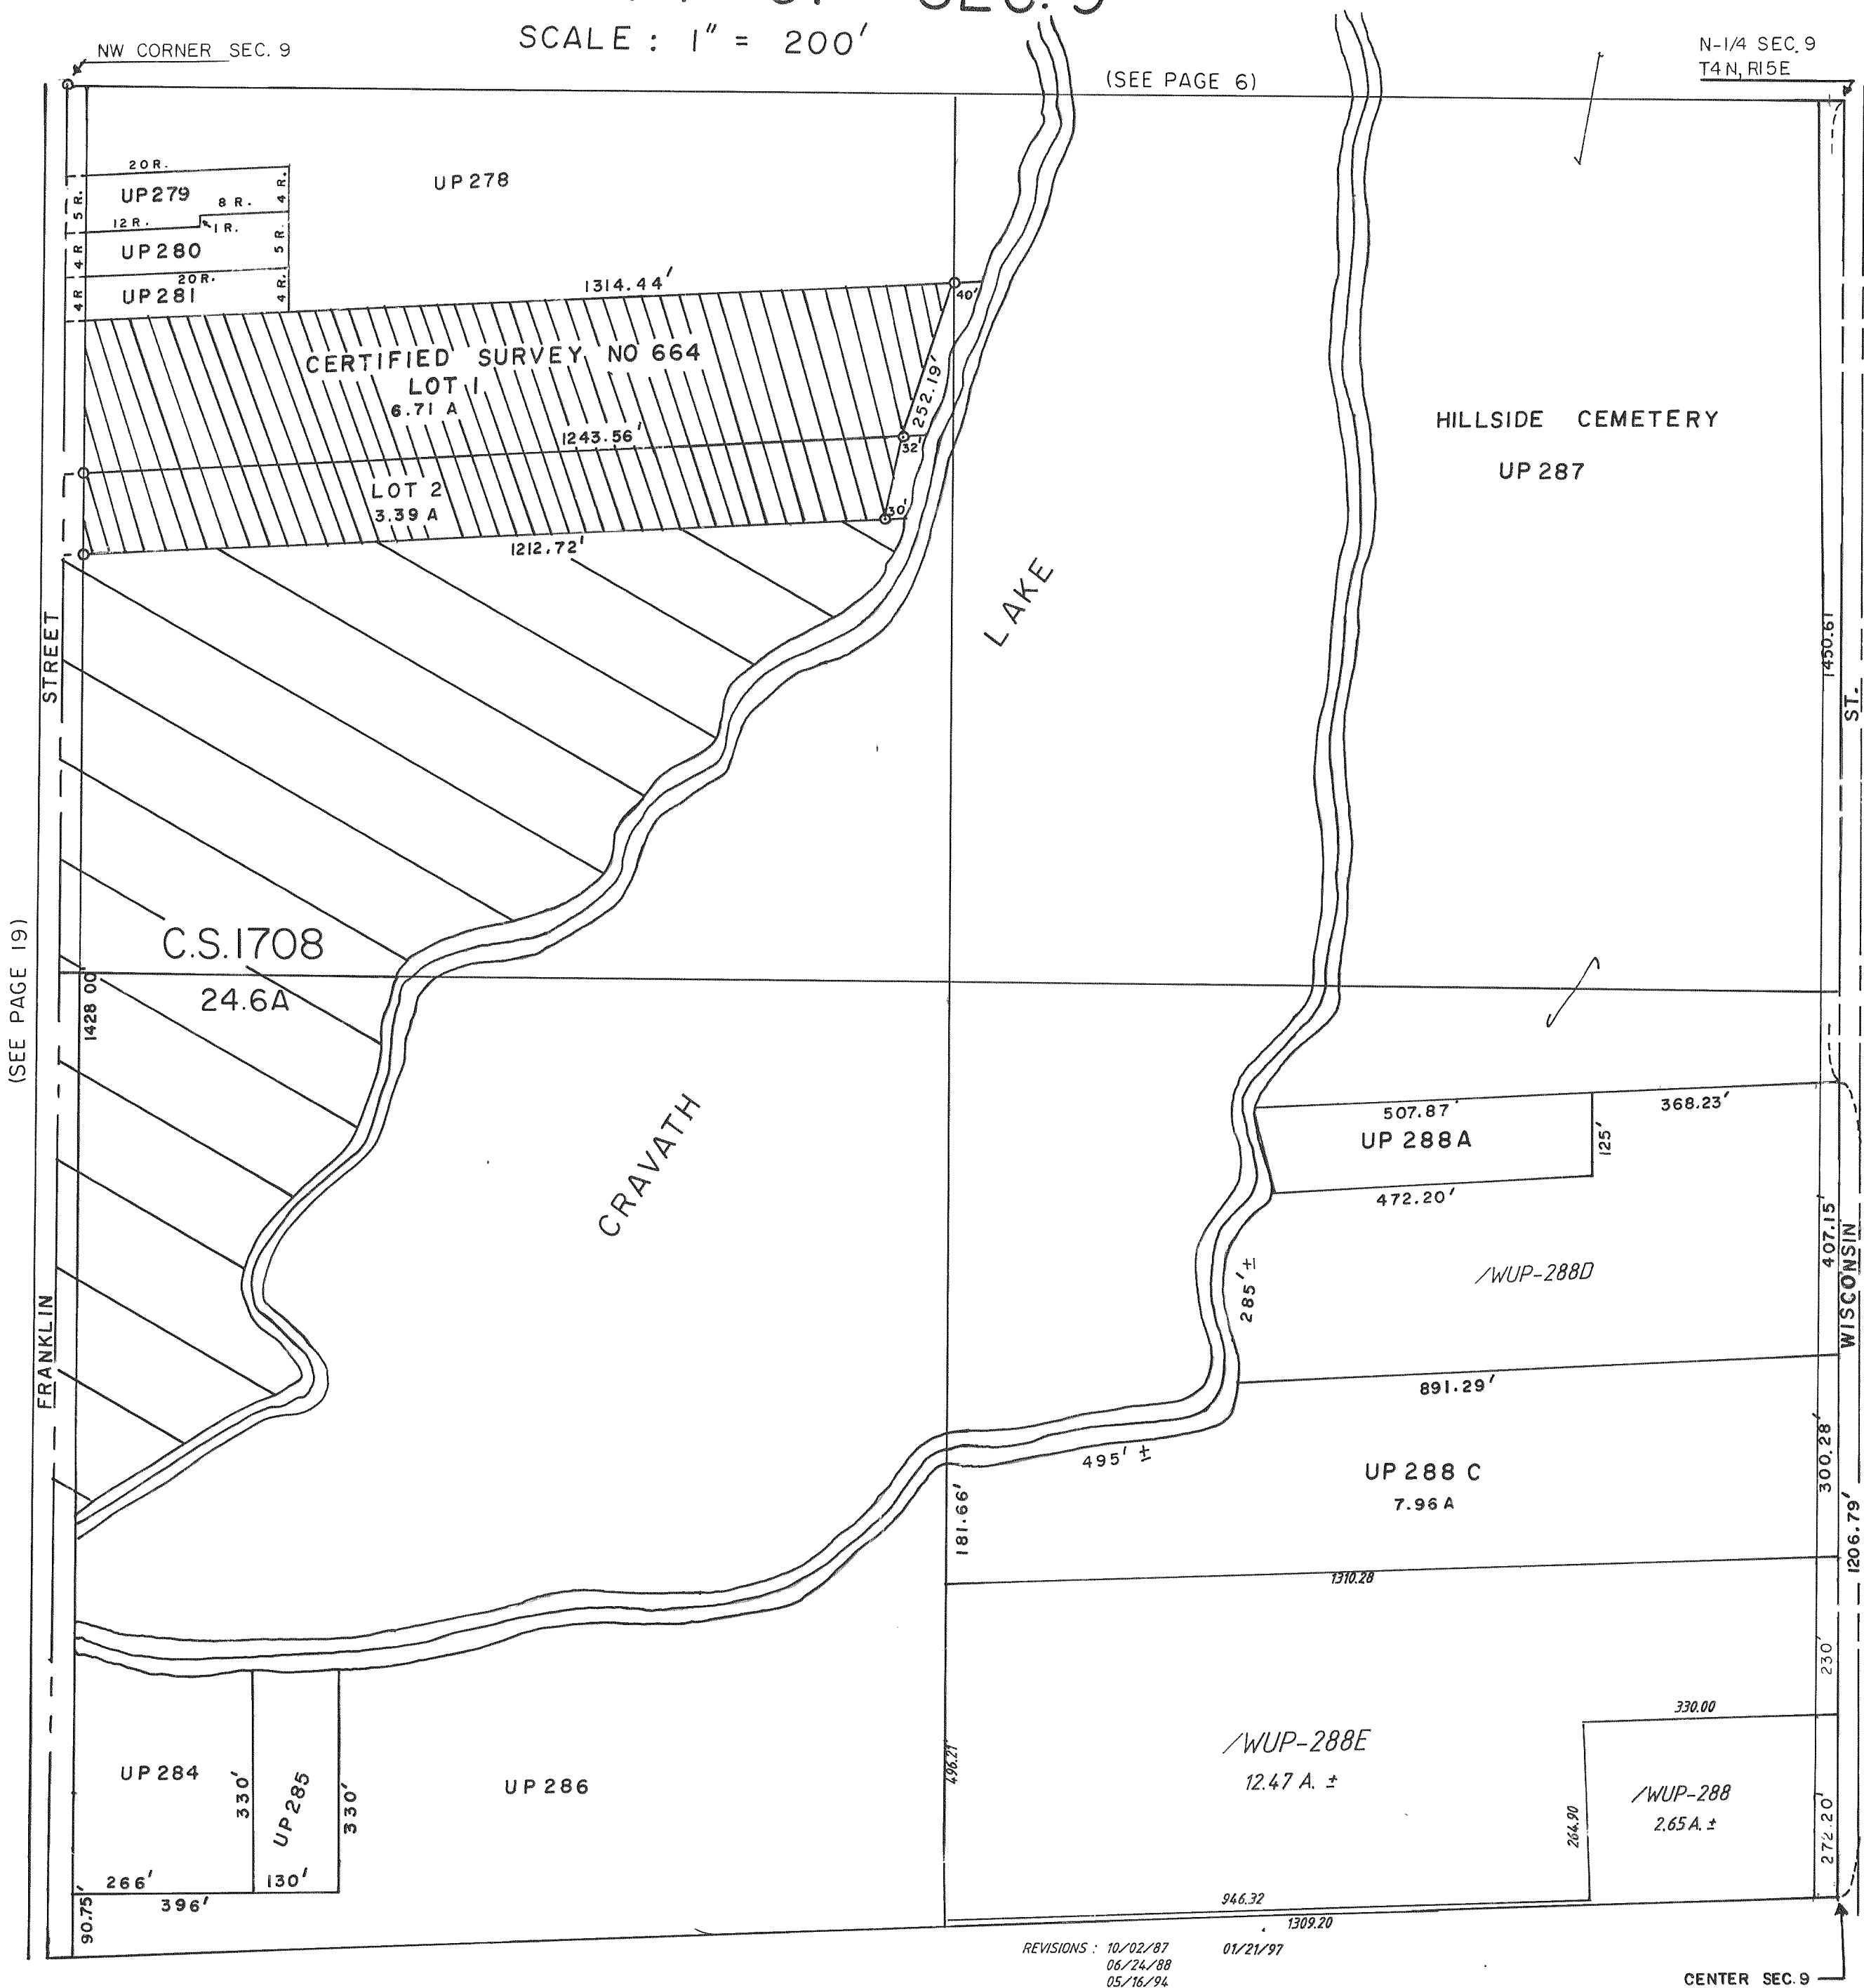 SEC. 9
SCALE : 1" = 200'
NW CORNER SEC. 9
(SEE PAGE 6)
N-1/4 SEC. 9
T4N, R15E
20 R.
UP279
5 R.
4 R.
8 R.
12 R.
1 R.
UP 280
4 R
5 R.
20 R.
UP 281
4 R
4 R.
UP 278
1314.44'
40'
CERTIFIED SURVEY NO 664
LOT 1
6.71 A
252.19'
1243.56'
32'
LOT 2
3.39 A
30'
1212.72'
HILLSIDE CEMETERY
UP 287
LAKE
STREET
1450.61
ST.
C.S.1708
24.6A
1428 00
(SEE PAGE 19)
CRAVATH
507.87'
368.23'
UP 288A
125'
472.20'
407.15'
WISCONSIN
/WUP-288D
285'±
FRANKLIN
891.29'
495' ±
UP 288 C
7.96 A
300.28'
181.66'
1206.79'
1310.28
230'
330.00
/WUP-288E
12.47 A. ±
496.27'
UP 284
330'
UP 285
330'
UP 286
/WUP-288
2.65 A. ±
264.90
272.20'
266'
130'
396'
90.75'
946.32
1309.20
REVISIONS : 10/02/87 01/21/97
06/24/88
05/16/94
CENTER SEC. 9